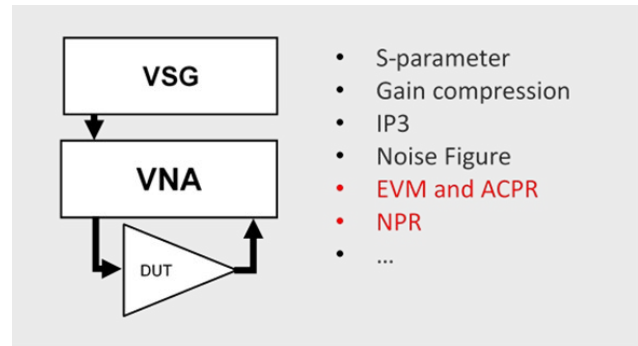 VSG
VNA
DUT
• S-parameter
• Gain compression
• IP3
• Noise Figure
• EVM and ACPR
• NPR
• ...